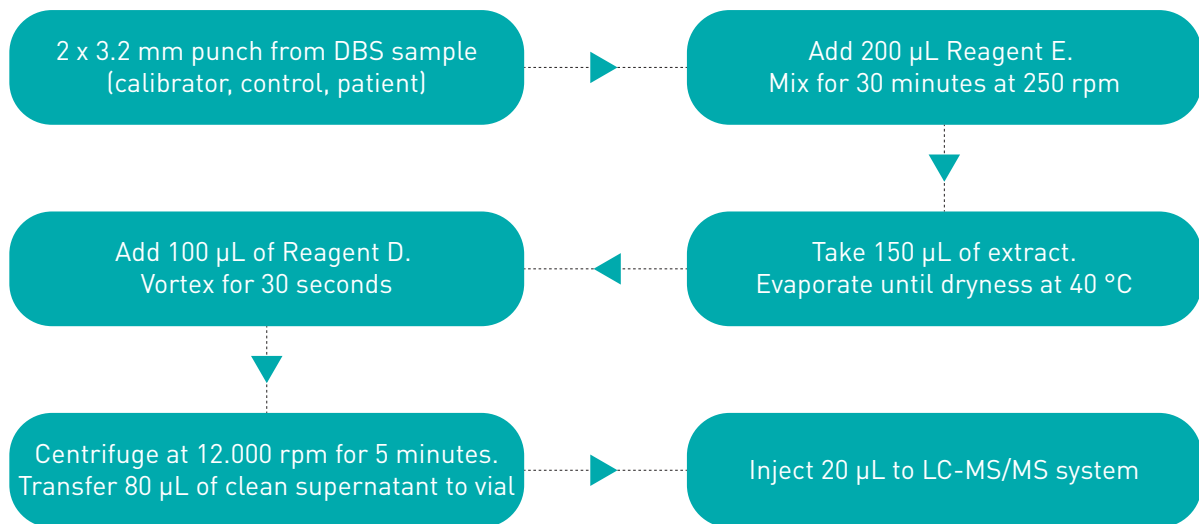 2 x 3.2 mm punch from DBS sample
(calibrator, control, patient)
Add 200 µL Reagent E.
Mix for 30 minutes at 250 rpm
Take 150 µL of extract.
Evaporate until dryness at 40 °C
Add 100 µL of Reagent D.
Vortex for 30 seconds
Centrifuge at 12.000 rpm for 5 minutes.
Transfer 80 µL of clean supernatant to vial
Inject 20 µL to LC-MS/MS system